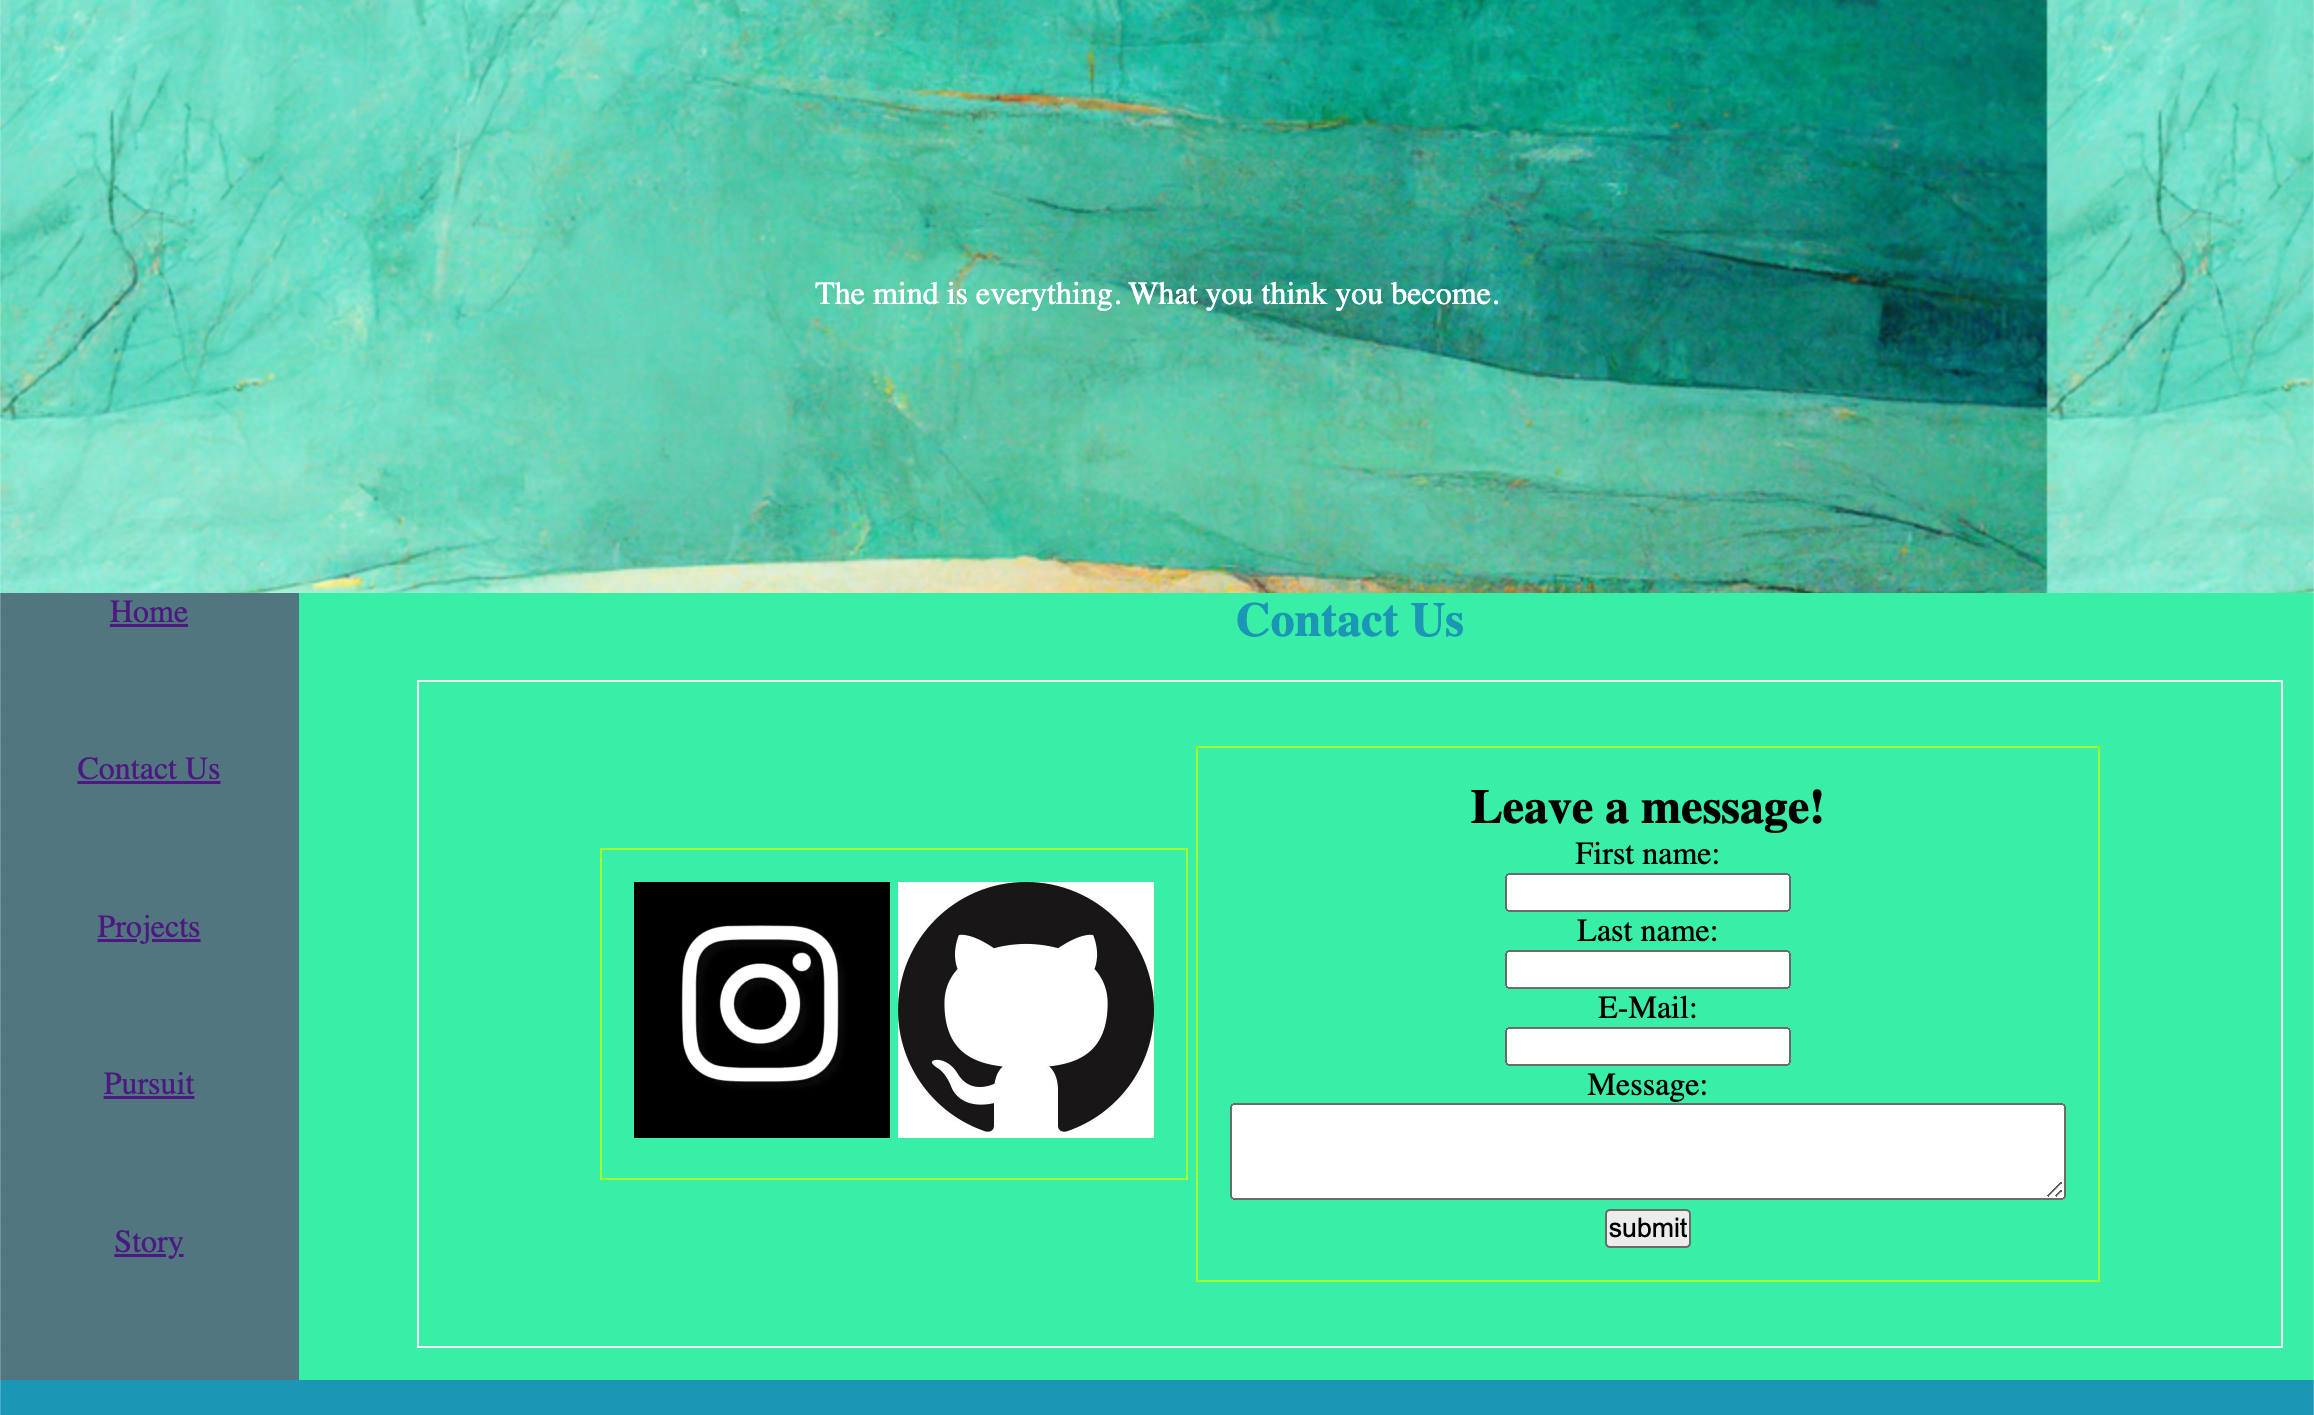 The mind is everything. What you think you become.
Home
Contact Us
Projects
Pursuit
Story
Contact Us
Leave a message!
First name:
Last name:
E-Mail:
Message:
submit